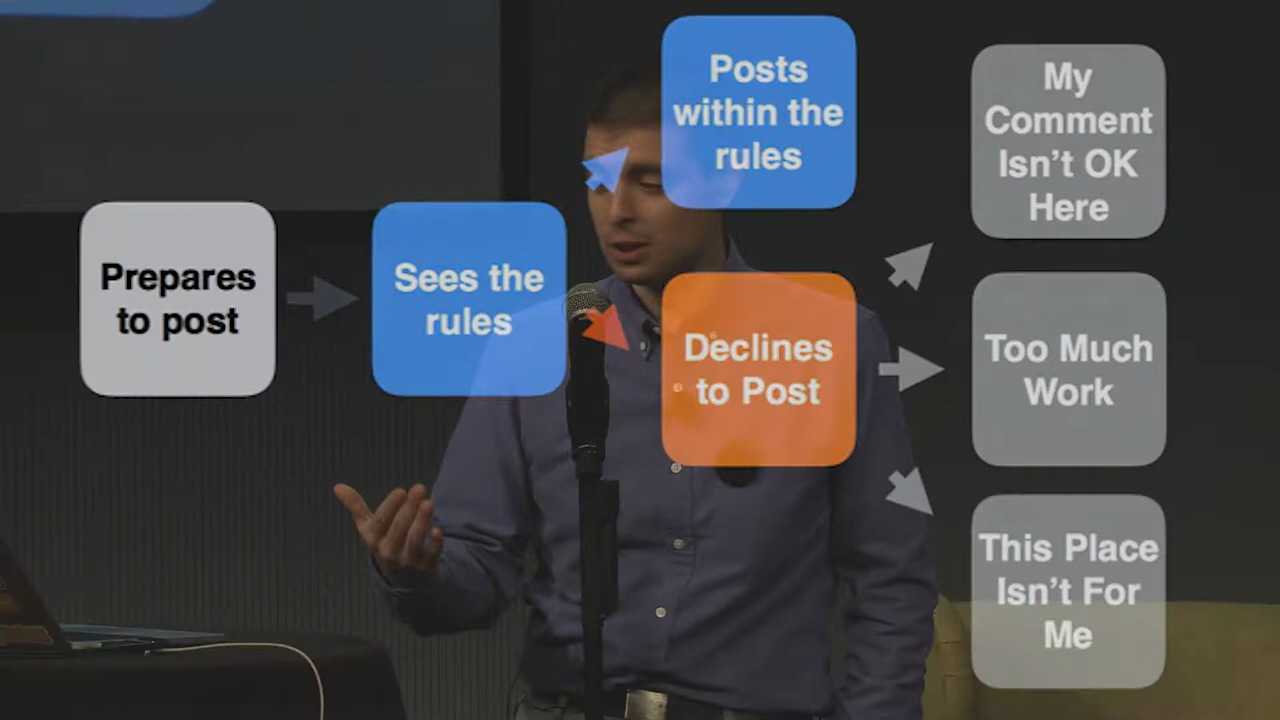 Prepares
to post
Sees the
rules
Posts
within the
rules
Declines
to Post
My
Comment
Isn't OK
Here
Too Much
Work
This Place
Isn't For
Me